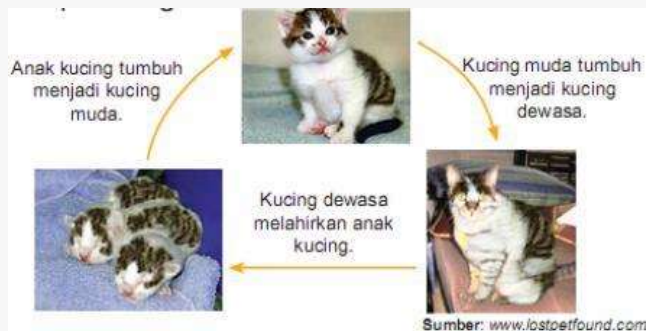 Anak kucing tumbuh
menjadi kucing
muda.
Kucing muda tumbuh
menjadi kucing
dewasa.
Kucing dewasa
melahirkan anak
kucing.
Sumber: www.lostpetfound.com